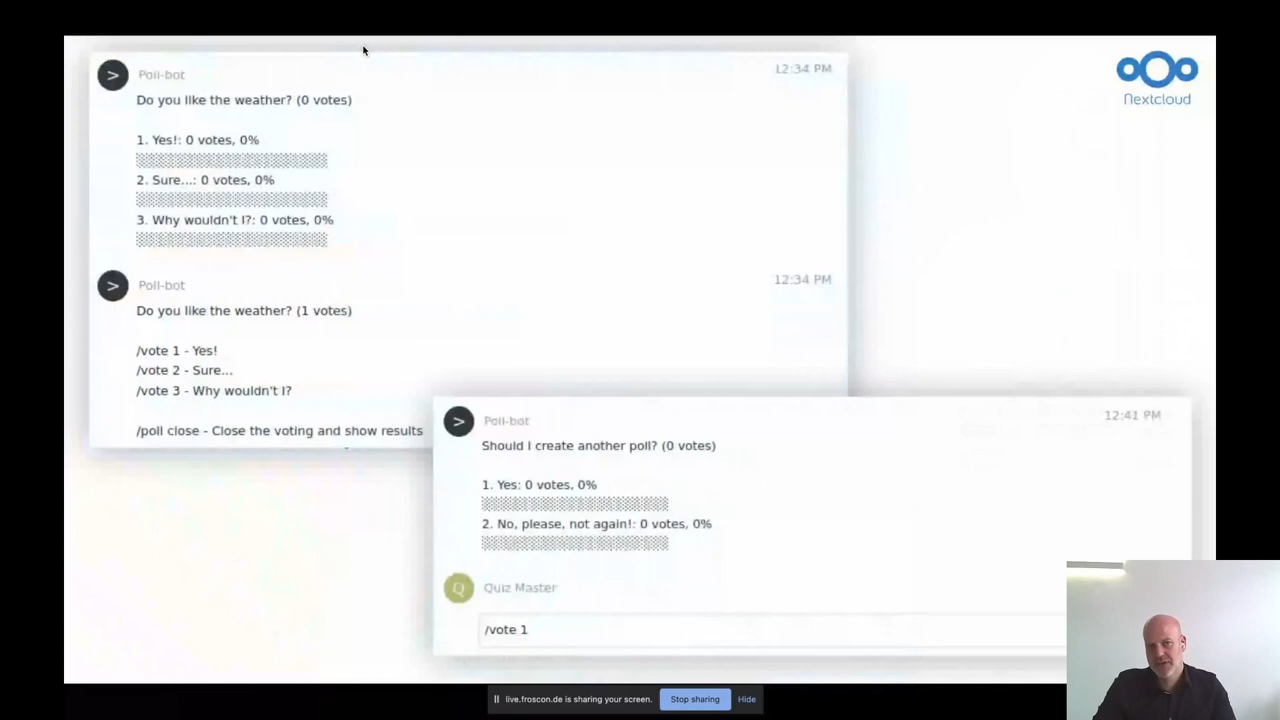 Poll-bot
12:34 PM
Do you like the weather? (0 votes)
1. Yes!: 0 votes, 0%
2. Sure...: 0 votes, 0%
3. Why wouldn't I?: 0 votes, 0%
Poll-bot
12:34 PM
Do you like the weather? (1 votes)
/vote 1 - Yes!
/vote 2 - Sure...
/vote 3 - Why wouldn't I?
/poll close - Close the voting and show results
Nextcloud
Poll-bot
12:41 PM
Should I create another poll? (0 votes)
1. Yes: 0 votes, 0%
2. No, please, not again!: 0 votes, 0%
Q
Quiz Master
/vote 1
live.froscon.de is sharing your screen.
Stop sharing
Hide